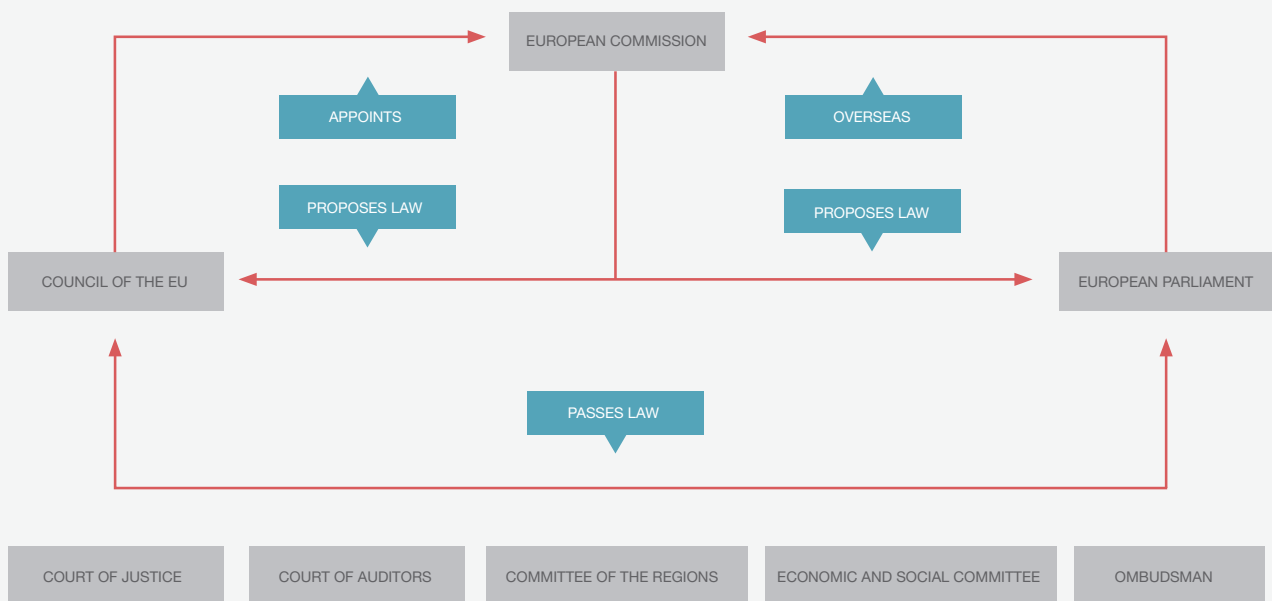 EUROPEAN COMMISSION
APPOINTS
OVERSEAS
PROPOSES LAW
PROPOSES LAW
COUNCIL OF THE EU
EUROPEAN PARLIAMENT
PASSES LAW
COURT OF JUSTICE
COURT OF AUDITORS
COMMITTEE OF THE REGIONS
ECONOMIC AND SOCIAL COMMITTEE
OMBUDSMAN